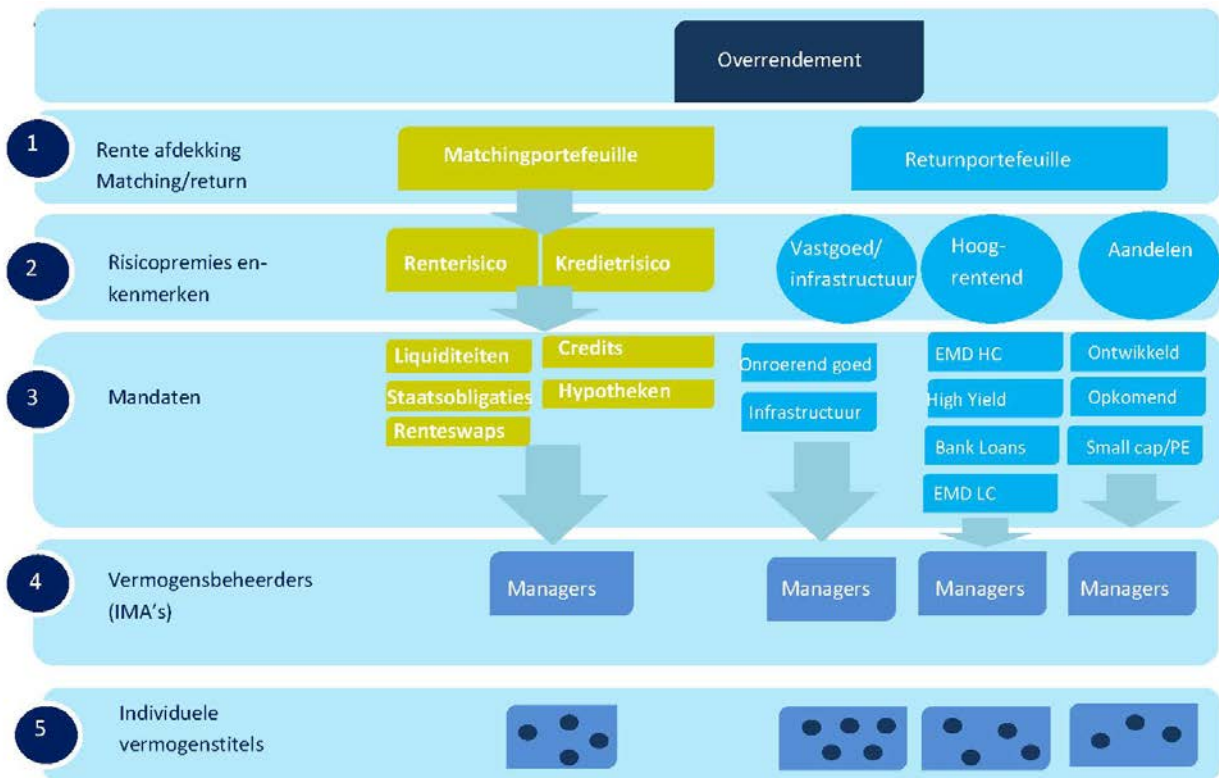 Overrendement
1
Rente afdekking
Matching/return
Matchingportefeuille
Returnportefeuille
2
Risicopremies en-
kenmerken
Renterisico
Kredietrisico
Vastgoed/
infrastructuur
Hoog-
rentend
Aandelen
3
Mandaten
Liquiditeiten
Staatsobligaties
Renteswaps
Credits
Hypotheken
Onroerend goed
Infrastructuur
EMD HC
High Yield
Bank Loans
EMD LC
Ontwikkeld
Opkomend
Small cap/PE
4
Vermogensbeheerders
(IMA's)
Managers
Managers
Managers
Managers
5
Individuele
vermogenstitels